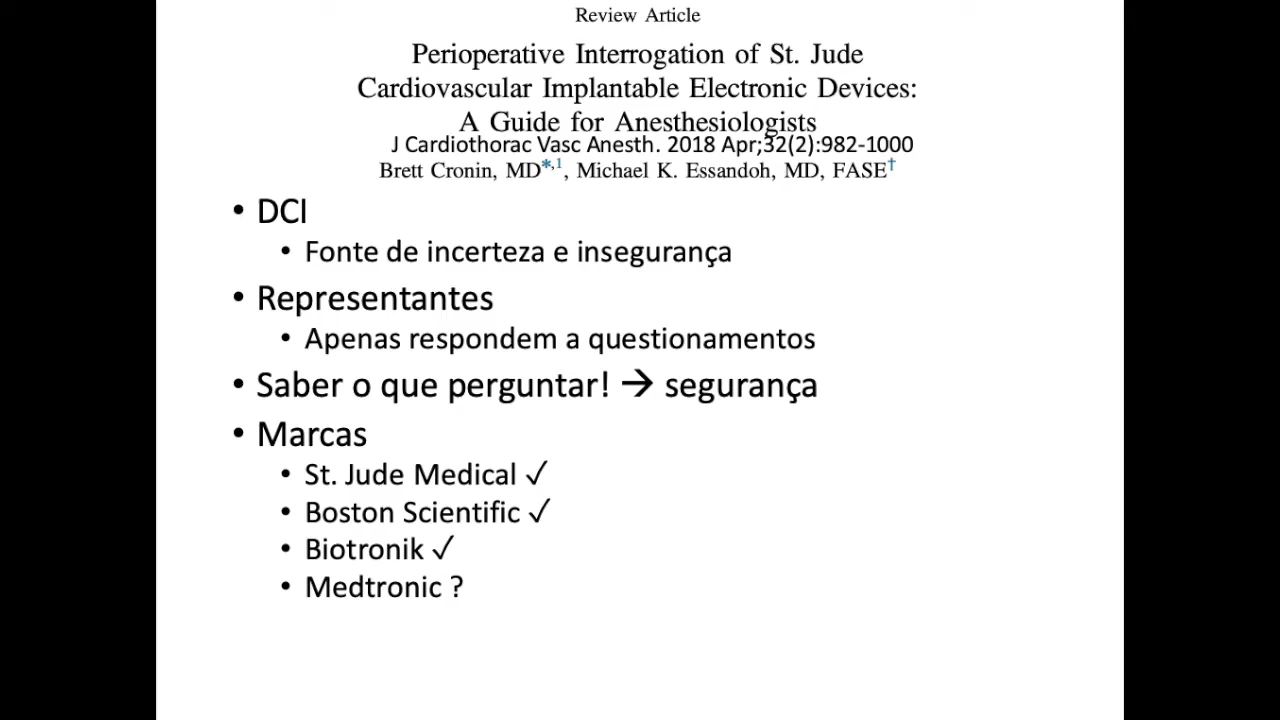 Review Article
Perioperative Interrogation of St. Jude
Cardiovascular Implantable Electronic Devices:
A Guide for Anesthesiologists
J Cardiothorac Vasc Anesth. 2018 Apr;32(2):982-1000
Brett Cronin, MD*,1, Michael K. Essandoh, MD, FASE†
• DCI
• Fonte de incerteza e insegurança
• Representantes
• Apenas respondem a questionamentos
• Saber o que perguntar! → segurança
• Marcas
• St. Jude Medical ✓
• Boston Scientific ✓
• Biotronik ✓
• Medtronic ?